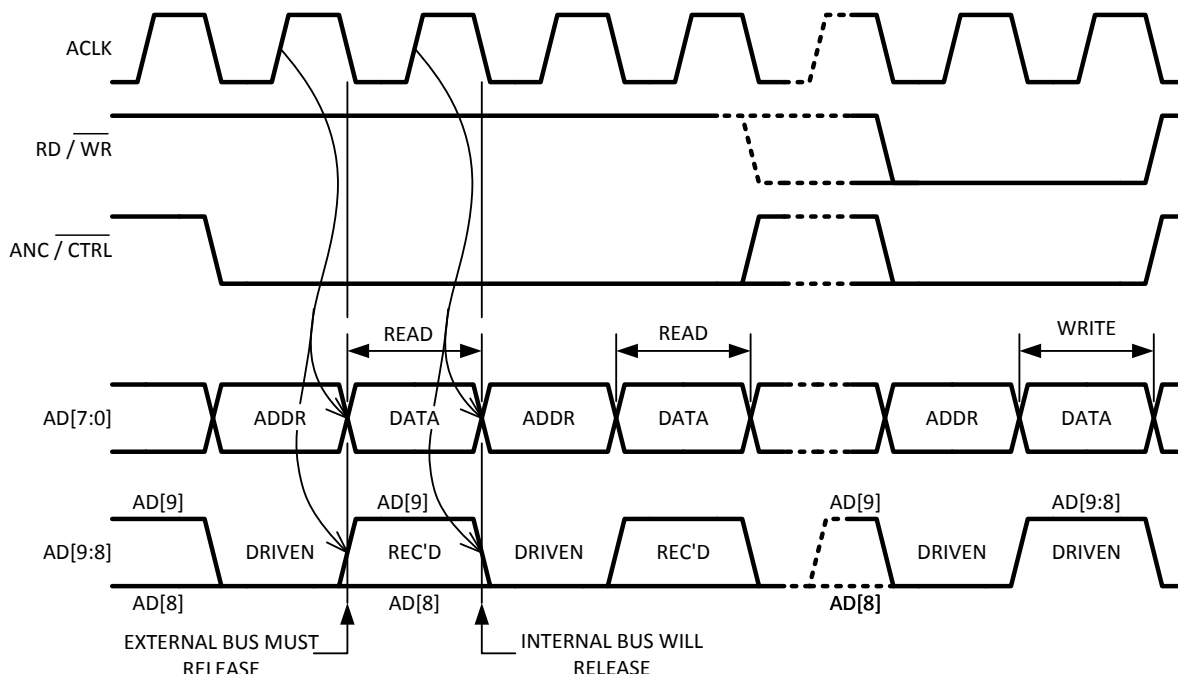 ACLK
RD / WR
ANC / CTRL
READ
READ
WRITE
AD[7:0]
ADDR
DATA
ADDR
DATA
ADDR
DATA
AD[9]
AD[9]
AD[9]
AD[9:8]
AD[9:8]
DRIVEN
REC'D
DRIVEN
REC'D
DRIVEN
DRIVEN
AD[8]
AD[8]
AD[8]
EXTERNAL BUS MUST
RELEASE
INTERNAL BUS WILL
RELEASE